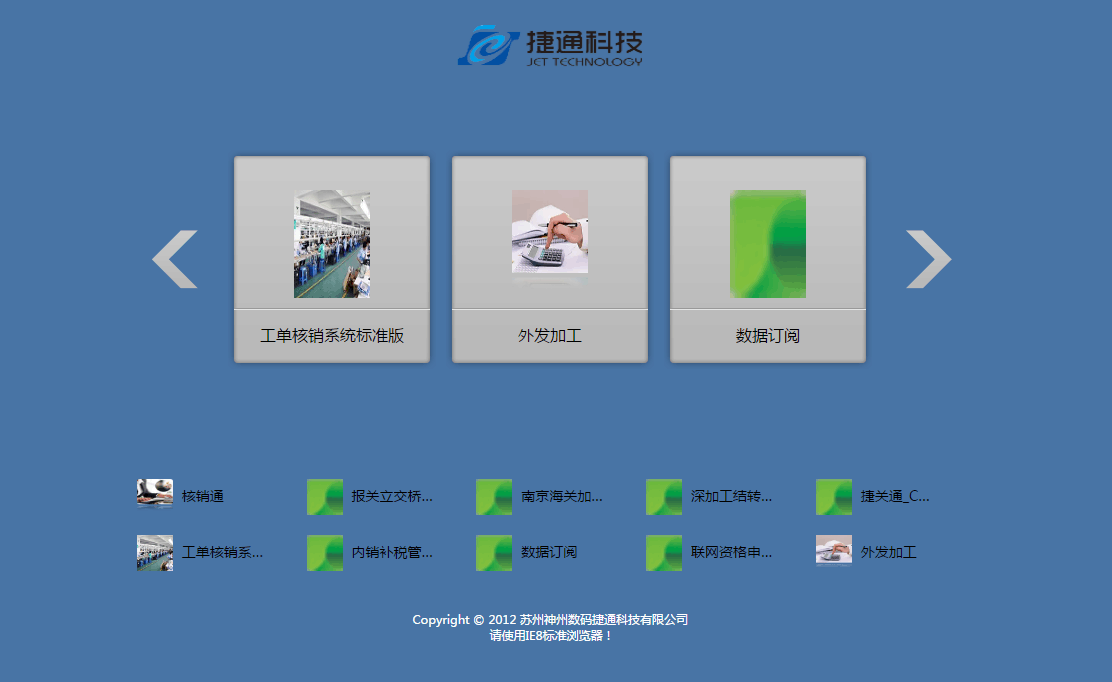 捷通科技
JET TECHNOLOGY
工单核销系统标准版
外发加工
数据订阅
核销通
报关立交桥...
南京海关加...
深加工结转...
捷关通_C...
工单核销系...
内销补税管...
数据订阅
联网资格申...
外发加工
Copyright © 2012 苏州神州数码捷通科技有限公司
请使用IE8标准浏览器！